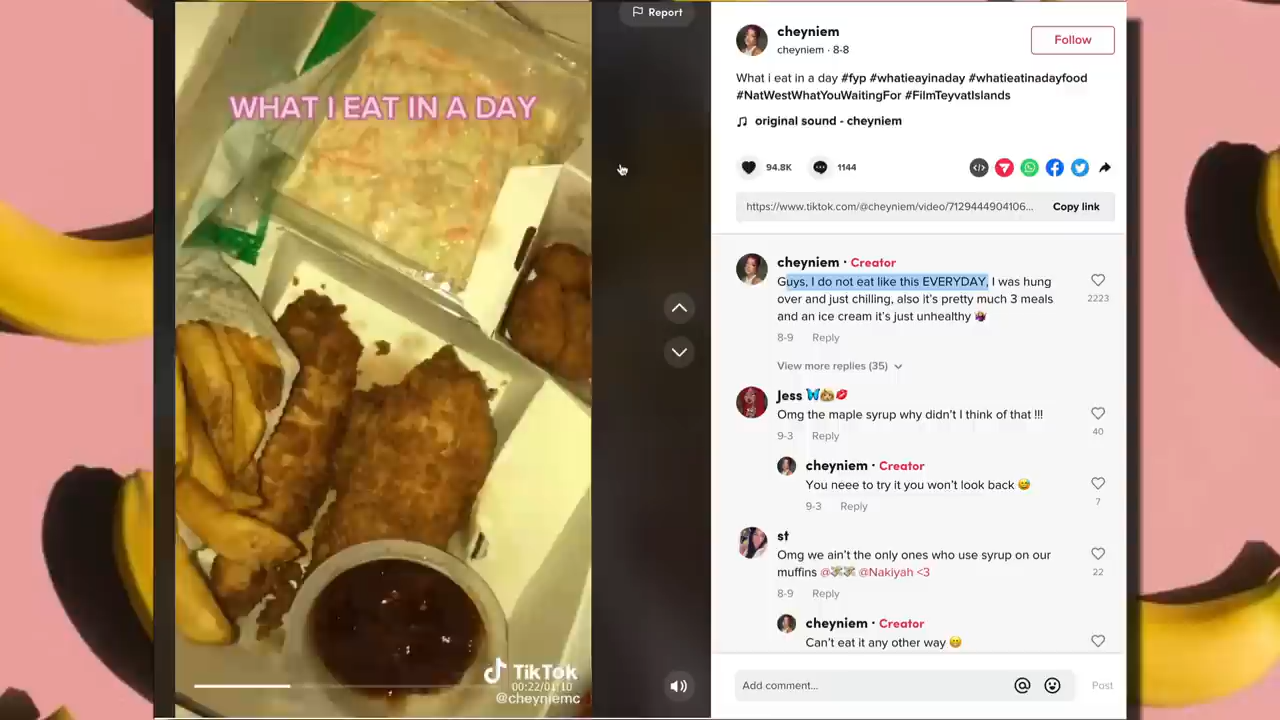 Report
WHAT I EAT IN A DAY
TikTok
00:22/01:10
@cheyniemc
cheyniem
cheyniem · 8-8
Follow
What i eat in a day #fyp #whatieayinaday #whatieatinadayfood
#NatWestWhatYouWaitingFor #FilmTeyvatIslands
original sound - cheyniem
94.8K
1144
https://www.tiktok.com/@cheyniem/video/7129444904106...
Copy link
cheyniem · Creator
Guys, I do not eat like this EVERYDAY, I was hung
over and just chilling, also it's pretty much 3 meals
and an ice cream it's just unhealthy 🤷🏾‍♀️
2223
8-9 Reply
View more replies (35)
Jess 🦋👸🏼💋
Omg the maple syrup why didn't I think of that !!!
40
9-3 Reply
cheyniem · Creator
You neee to try it you won't look back 😅
7
9-3 Reply
st
Omg we ain't the only ones who use syrup on our
muffins @💸💸 @Nakiyah <3
22
8-9 Reply
cheyniem · Creator
Can't eat it any other way 😁
Add comment...
Post